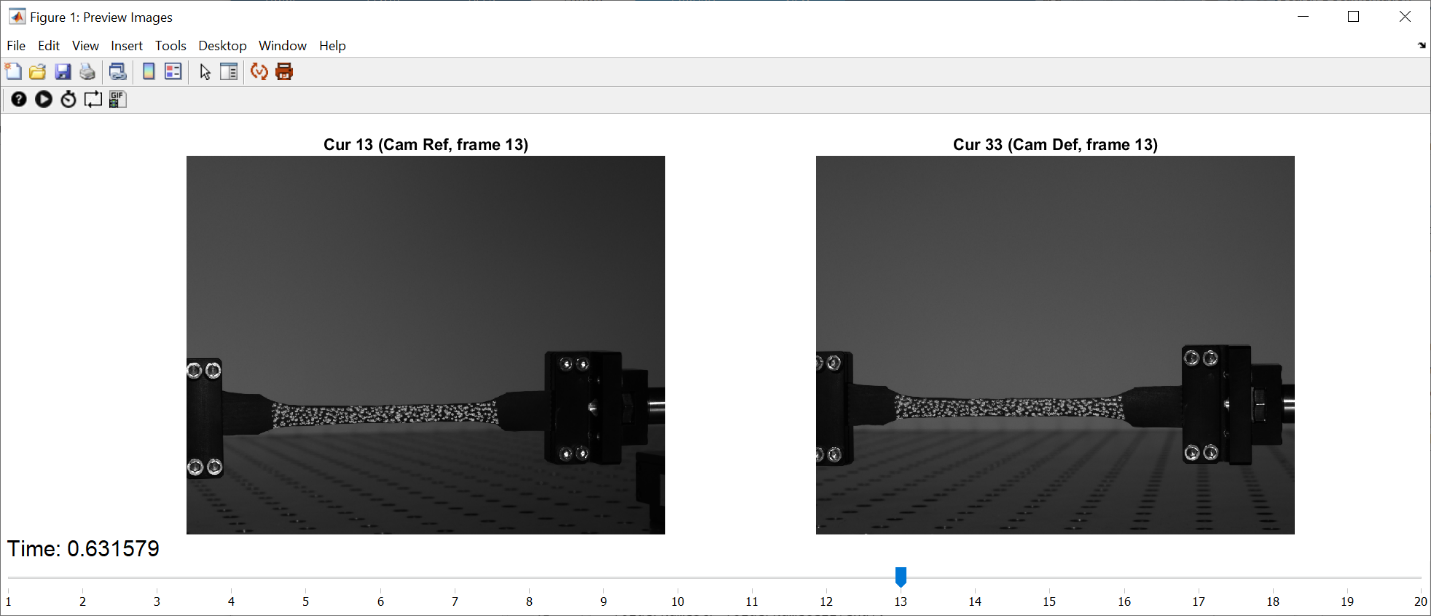 Figure 1: Preview Images
File Edit View Insert Tools Desktop Window Help
GIF
Cur 13 (Cam Ref, frame 13)
Cur 33 (Cam Def, frame 13)
Time: 0.631579
1 2 3 4 5 6 7 8 9 10 11 12 13 14 15 16 17 18 19 20